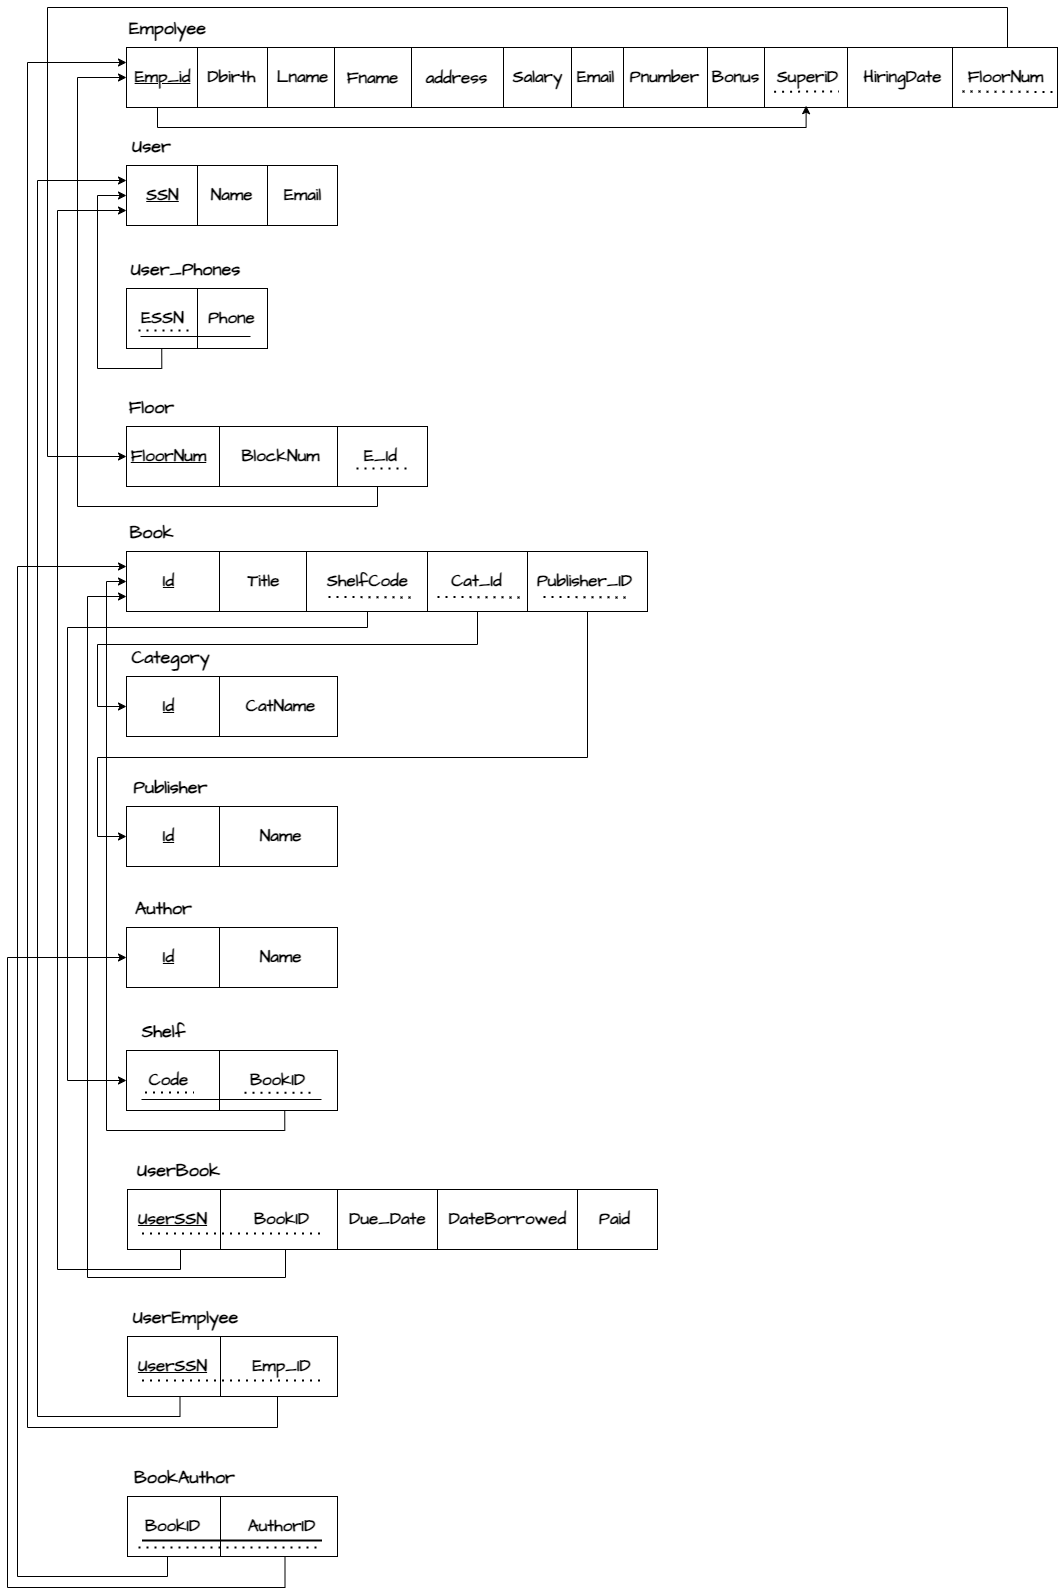 Empolyee
Emp_id Dbirth Lname Fname address Salary Email Pnumber Bonus SuperiD HiringDate FloorNum
User
SSN Name Email
User_Phones
ESSN Phone
Floor
FloorNum BlockNum E_Id
Book
Id Title ShelfCode Cat_Id Publisher_ID
Category
Id CatName
Publisher
Id Name
Author
Id Name
Shelf
Code BookID
UserBook
UserSSN BookID Due_Date DateBorrowed Paid
UserEmplyee
UserSSN Emp_ID
BookAuthor
BookID AuthorID